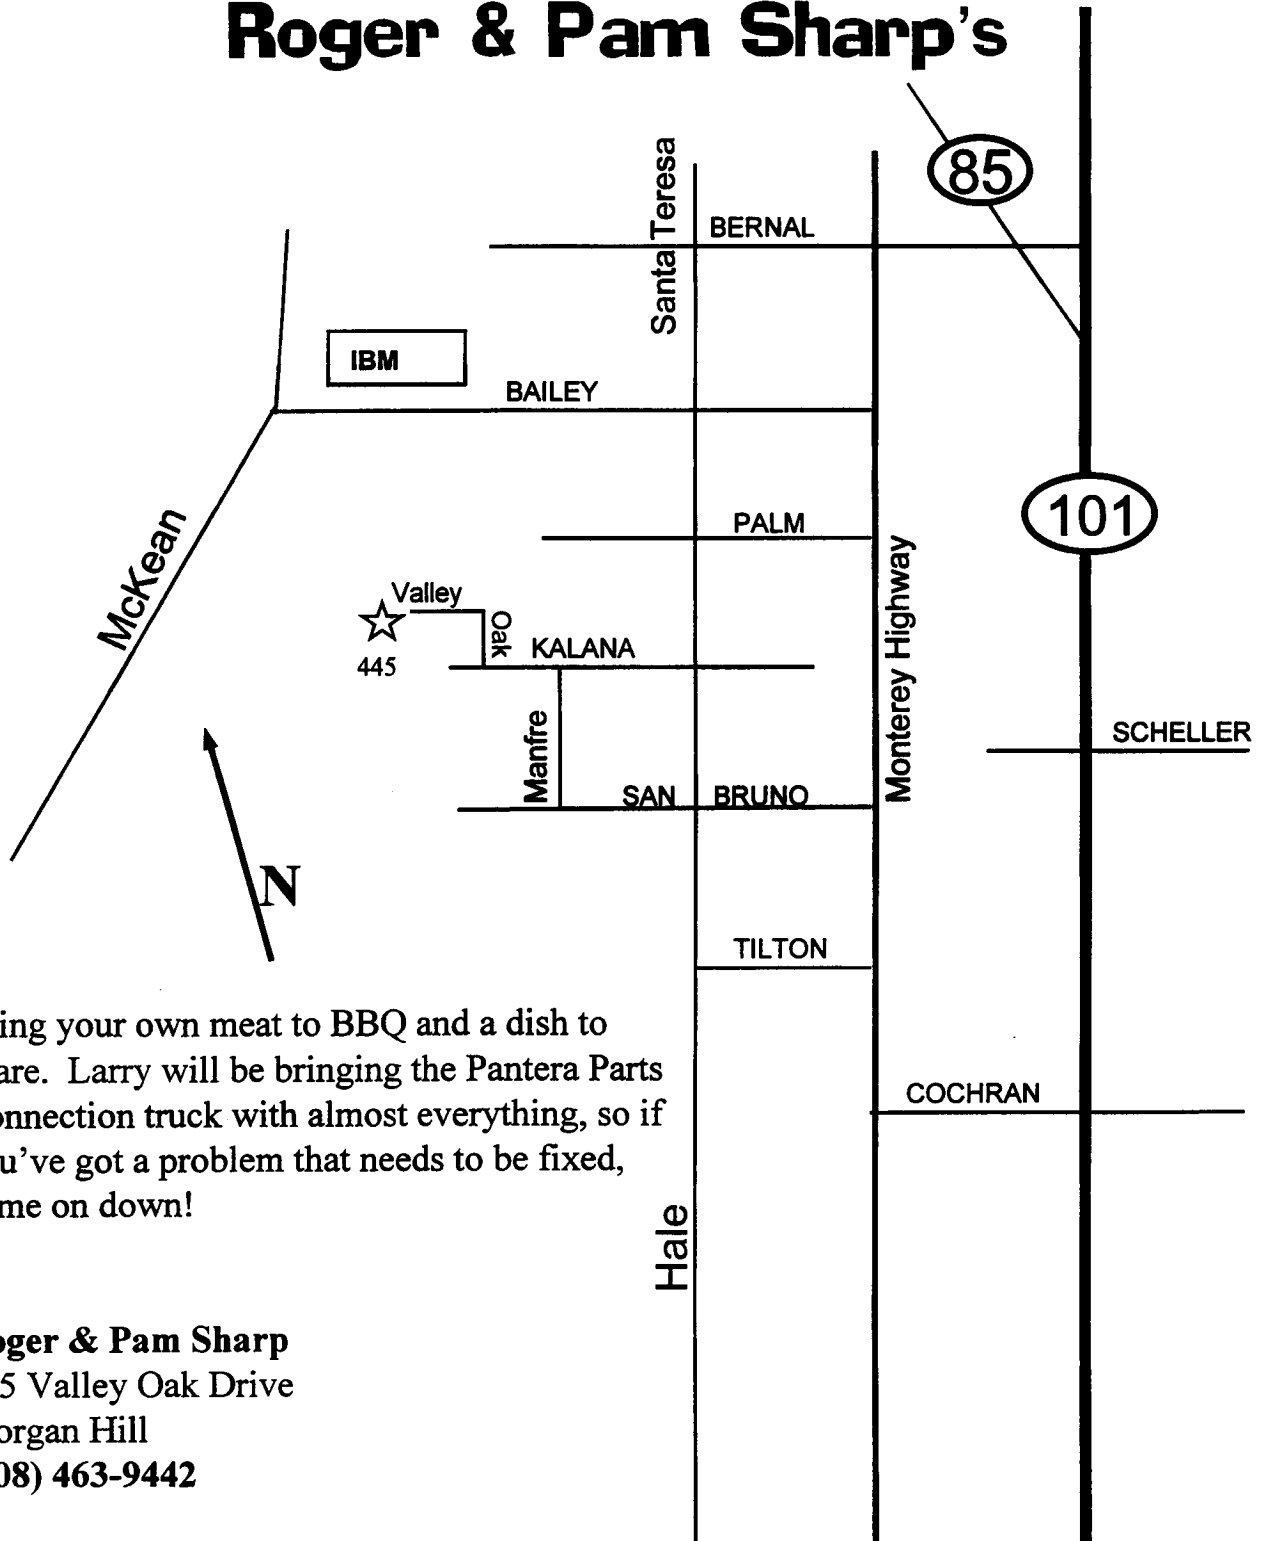 Roger & Pam Sharp's
85
Santa Teresa
BERNAL
IBM
BAILEY
101
PALM
McKean
Monterey Highway
Valley
Oak
445
KALANA
Manfre
SCHELLER
SAN BRUNO
N
TILTON
ing your own meat to BBQ and a dish to
are. Larry will be bringing the Pantera Parts
onnection truck with almost everything, so if
u've got a problem that needs to be fixed,
me on down!
COCHRAN
Hale
oger & Pam Sharp
5 Valley Oak Drive
organ Hill
08) 463-9442